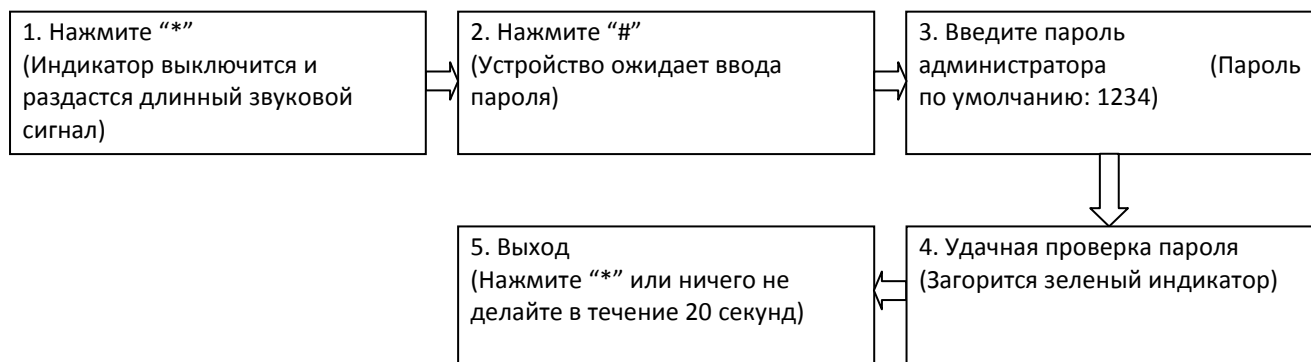 1. Нажмите “*”
(Индикатор выключится и
раздастся длинный звуковой
сигнал)
2. Нажмите “#”
(Устройство ожидает ввода
пароля)
3. Введите пароль
администратора (Пароль
по умолчанию: 1234)
4. Удачная проверка пароля
(Загорится зеленый индикатор)
5. Выход
(Нажмите “*” или ничего не
делайте в течение 20 секунд)